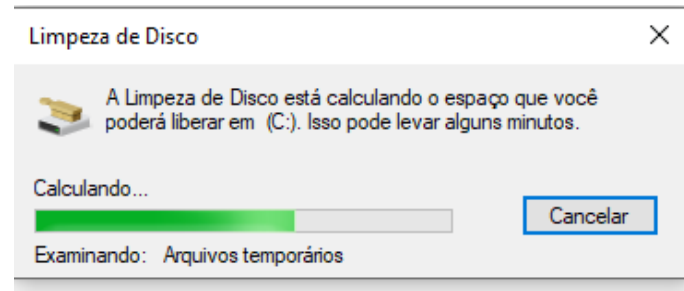 Limpeza de Disco
A Limpeza de Disco está calculando o espaço que você
poderá liberar em  (C:). Isso pode levar alguns minutos.
Calculando...
Cancelar
Examinando:   Arquivos temporários